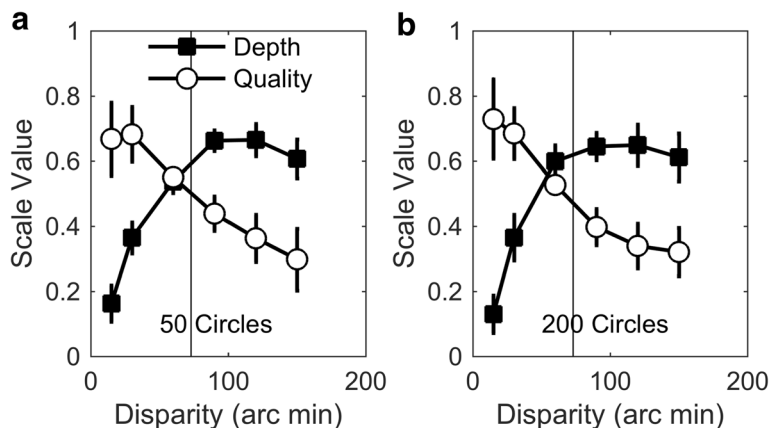 a
Depth
Quality
50 Circles
Scale Value
1
0.8
0.6
0.4
0.2
0
0
100
200
Disparity (arc min)
b
200 Circles
Scale Value
1
0.8
0.6
0.4
0.2
0
0
100
200
Disparity (arc min)